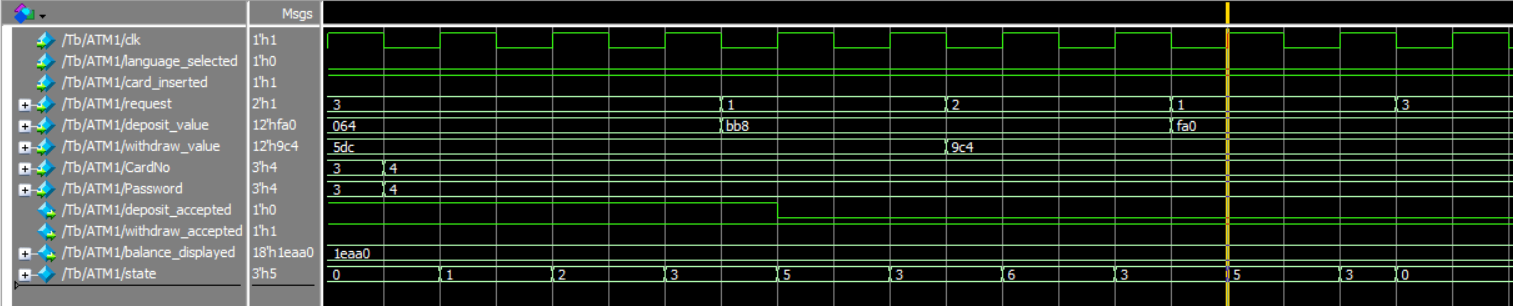 Msgs
/Tb/ATM1/clk 1'h1
/Tb/ATM1/language_selected 1'h0
/Tb/ATM1/card_inserted 1'h1
/Tb/ATM1/request 2'h1 3 1 2 1 3
/Tb/ATM1/deposit_value 12'hfa0 064 bb8 fa0
/Tb/ATM1/withdraw_value 12'h9c4 5dc 9c4
/Tb/ATM1/CardNo 3'h4 3 4
/Tb/ATM1/Password 3'h4 3 4
/Tb/ATM1/deposit_accepted 1'h0
/Tb/ATM1/withdraw_accepted 1'h1
/Tb/ATM1/balance_displayed 18'h1eaa0 1eaa0
/Tb/ATM1/state 3'h5 0 1 2 3 5 3 6 3 5 3 0